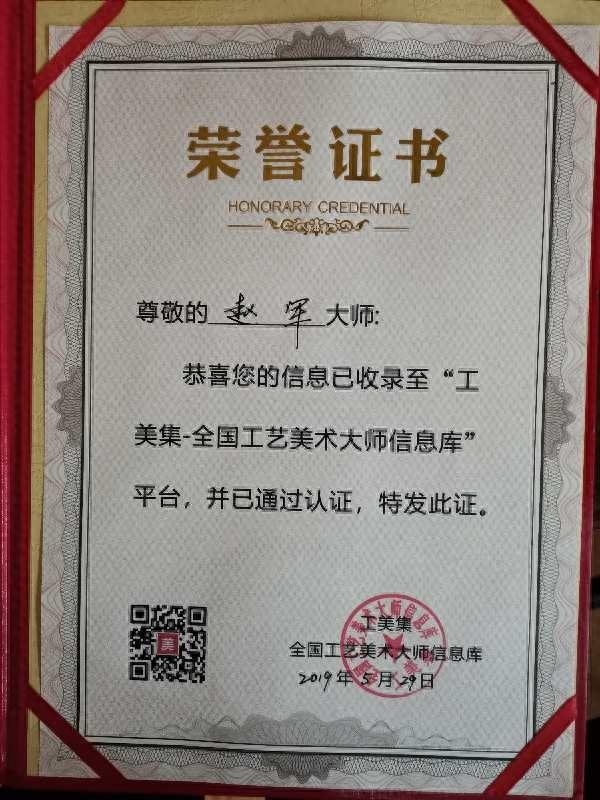 荣誉证书
HONORARY CREDENTIAL
尊敬的 赵军 大师:
恭喜您的信息已收录至“工
美集-全国工艺美术大师信息库”
平台，并已通过认证，特发此证。
美
工美集
全国工艺美术大师信息库
2019年5月29日